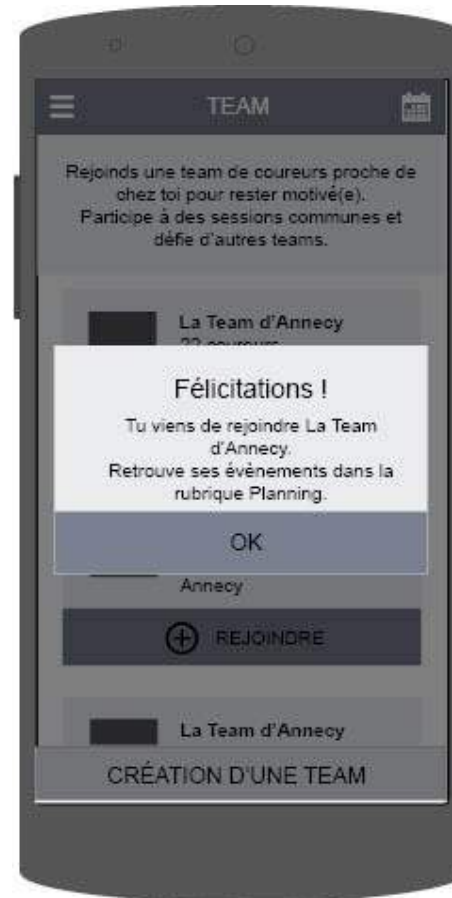 TEAM
Rejoinds une team de coureurs proche de
chez toi pour rester motivé(e).
Participe à des sessions communes et
défie d'autres teams.
La Team d'Annecy
22 coureurs
Félicitations !
Tu viens de rejoindre La Team
d'Annecy.
Retrouve ses évènements dans la
rubrique Planning.
OK
Annecy
REJOINDRE
La Team d'Annecy
CRÉATION D'UNE TEAM